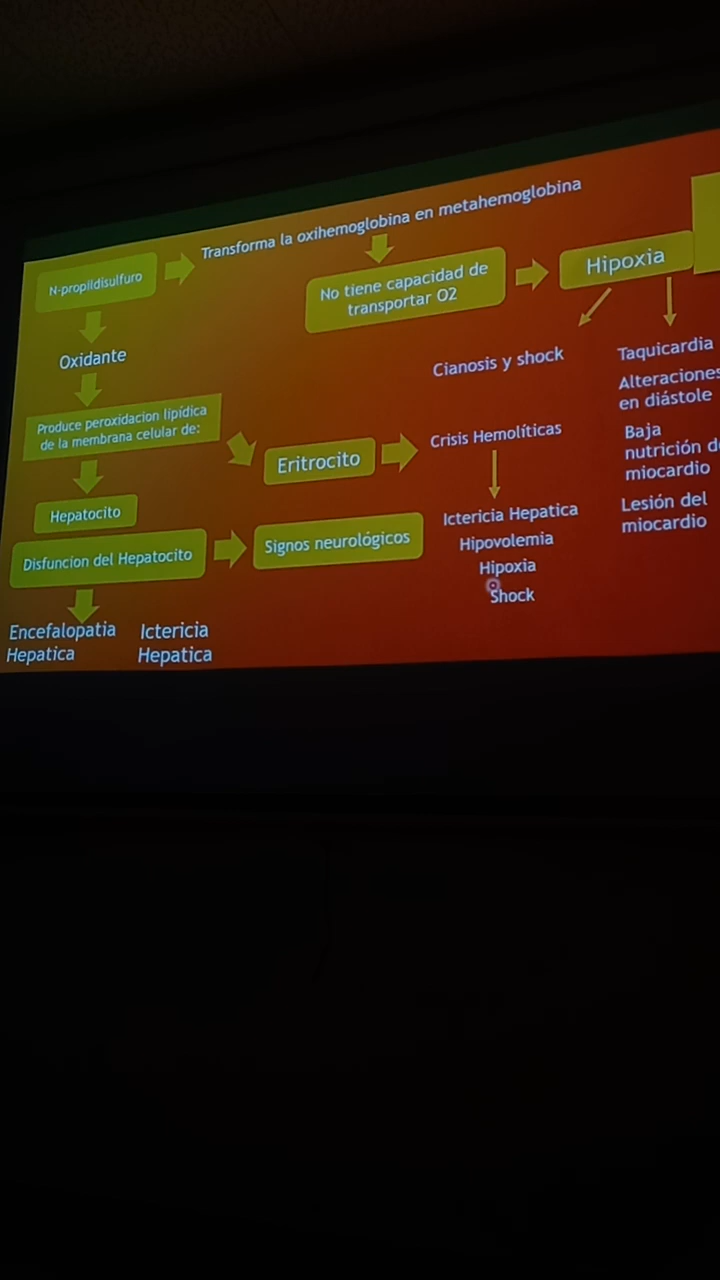 Transforma la oxihemoglobina en metahemoglobina
N-propildisulfuro
No tiene capacidad de
transportar O2
Hipoxia
Oxidante
Cianosis y shock
Taquicardia
Alteraciones
en diástole
Baja
nutrición
miocardio
Lesión del
miocardio
Produce peroxidacion lipídica
de la membrana celular de:
Eritrocito
Crisis Hemolíticas
Hepatocito
Ictericia Hepatica
Hipovolemia
Hipoxia
Shock
Disfuncion del Hepatocito
Signos neurológicos
Encefalopatia
Hepatica
Ictericia
Hepatica